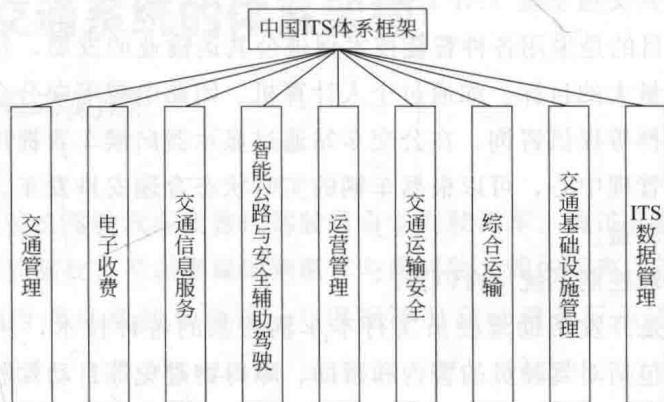 中国ITS体系框架
交通管理
电子收费
交通信息服务
智能公路与安全辅助驾驶
运营管理
交通运输安全
综合运输
交通基础设施管理
ITS数据管理